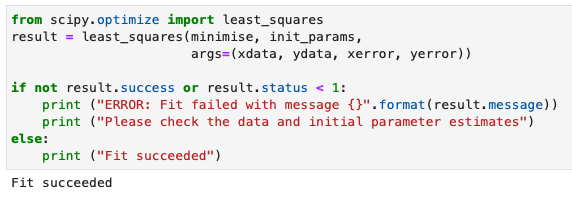 from scipy.optimize import least_squares
result = least_squares(minimise, init_params,
                       args=(xdata, ydata, xerror, yerror))
if not result.success or result.status < 1:
    print ("ERROR: Fit failed with message {}".format(result.message))
    print ("Please check the data and initial parameter estimates")
else:
    print ("Fit succeeded")
Fit succeeded